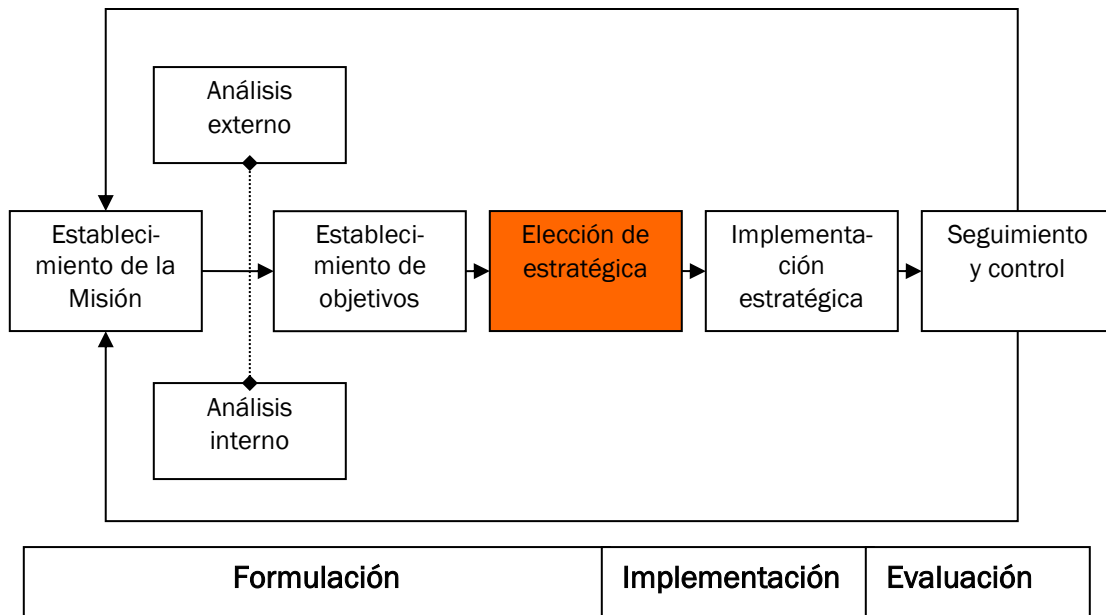 Análisis
externo
Estableci-
miento de la
Misión
Estableci-
miento de
objetivos
Elección de
estratégica
Implementa-
ción
estratégica
Seguimiento
y control
Análisis
interno
Formulación
Implementación
Evaluación